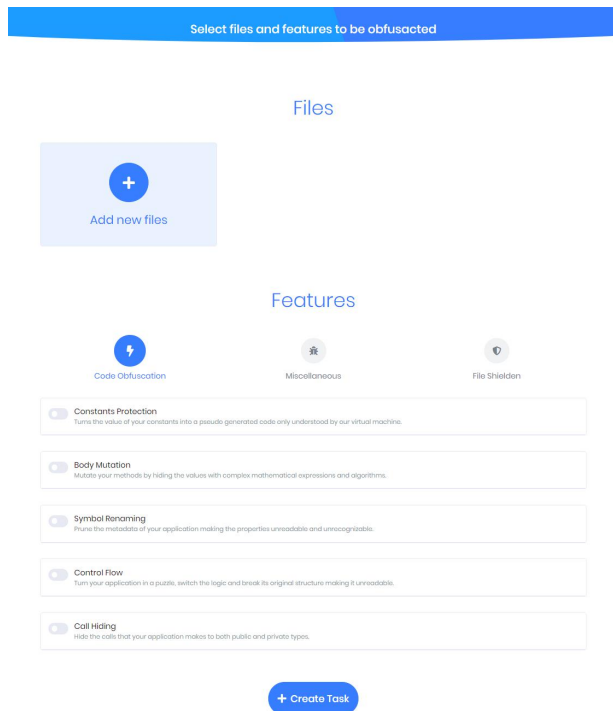 Select files and features to be obfusacted
Files
Add new files
Features
Code Obfuscation
Miscellaneous
File Shielden
Constants Protection
Turns the value of your constants into a pseudo generated code only understood by our virtual machine.
Body Mutation
Mutate your methods by hiding the values with complex mathematical expressions and algorithms.
Symbol Renaming
Prune the metadata of your application making the properties unreadable and unrecognizable.
Control Flow
Turn your application in a puzzle, switch the logic and break its original structure making it unreadable.
Call Hiding
Hide the calls that your application makes to both public and private types.
+ Create Task